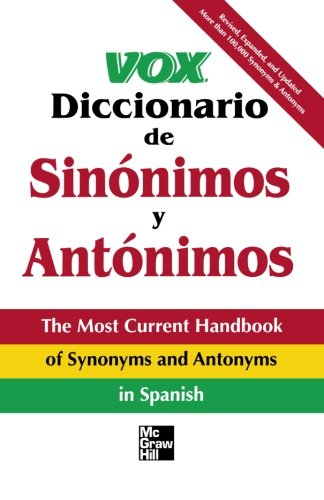 Revised, Expanded, and Updated
More than 100,000 Synonyms & Antonyms
VOX
Diccionario
de
Sinónimos
y
Antónimos
The Most Current Handbook
of Synonyms and Antonyms
in Spanish
Mc
Graw
Hill